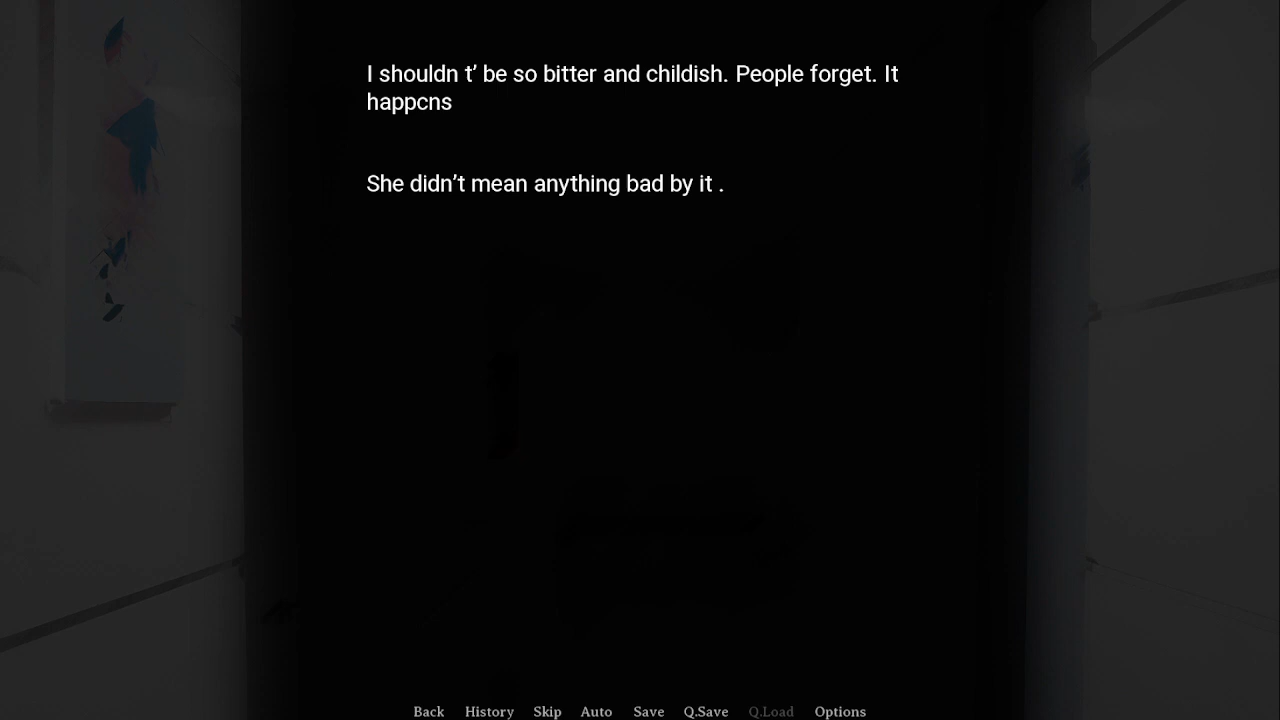 I shouldn t’ be so bitter and childish. People forget. It
happcns
She didn’t mean anything bad by it .
Back History Skip Auto Save Q.Save Q.Load Options